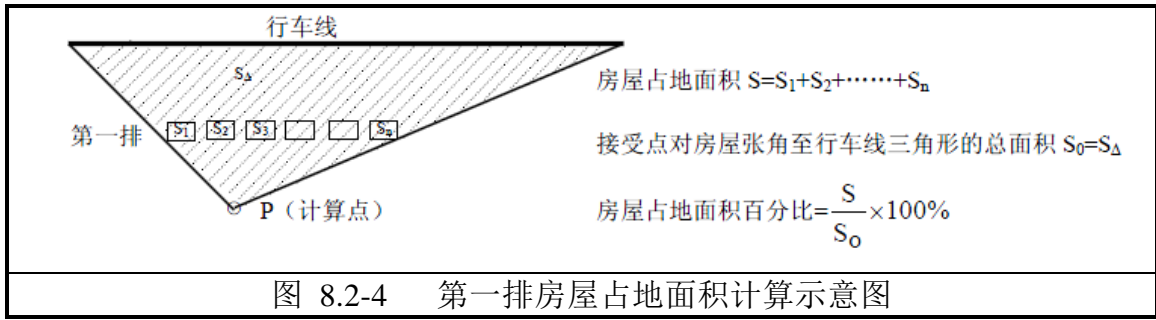 行车线
S△
房屋占地面积 S=S1+S2+……+Sn
第一排 S1 S2 S3 Sn
接受点对房屋张角至行车线三角形的总面积 S0=S△
P（计算点）
房屋占地面积百分比=S/SO×100%
图 8.2-4 第一排房屋占地面积计算示意图